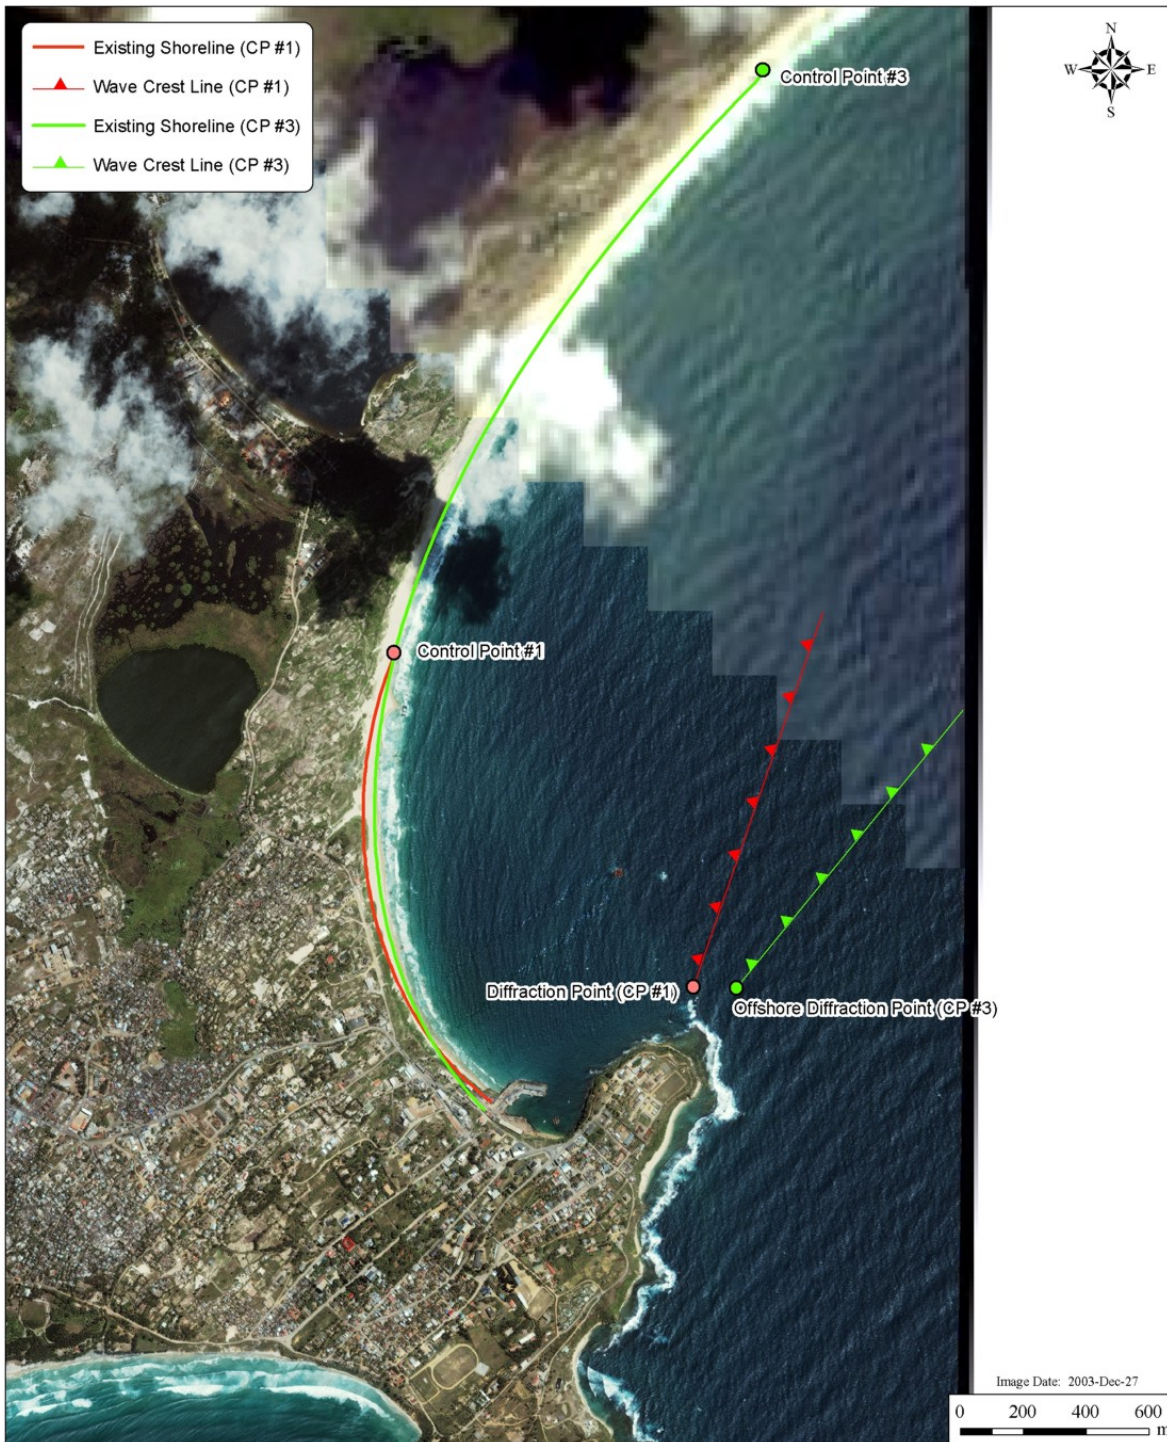 Existing Shoreline (CP #1)
Wave Crest Line (CP #1)
Existing Shoreline (CP #3)
Wave Crest Line (CP #3)
N
W E
S
Control Point #3
Control Point #1
Diffraction Point (CP #1)
Offshore Diffraction Point (CP #3)
Image Date: 2003-Dec-27
0 200 400 600
m